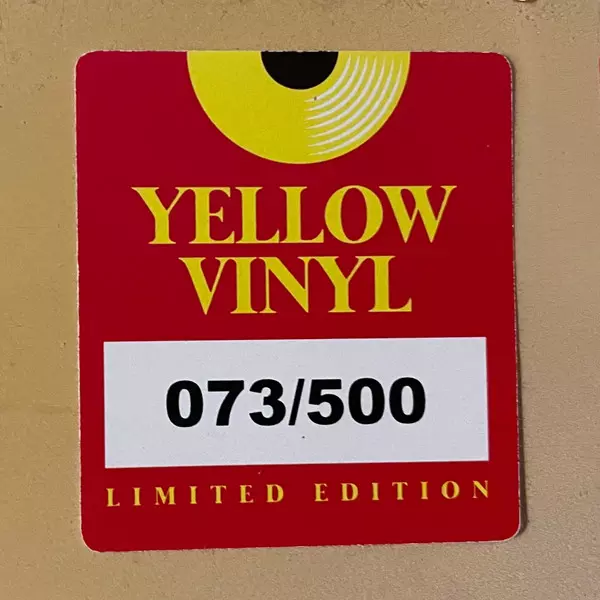 YELLOW
VINYL
073/500
LIMITED EDITION